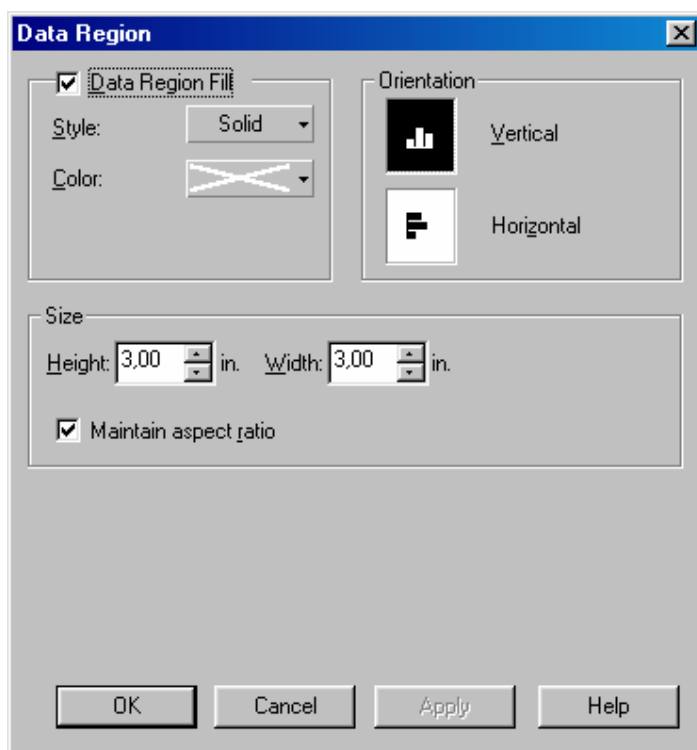 Data Region
Data Region Fill
Style: Solid
Color:
Orientation
Vertical
Horizontal
Size
Height: 3,00 in. Width: 3,00 in.
Maintain aspect ratio
OK Cancel Apply Help